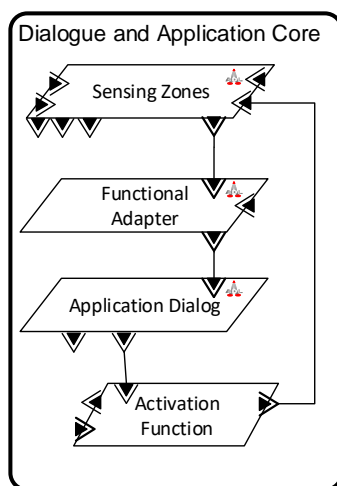 Dialogue and Application Core
Sensing Zones
Functional
Adapter
Application Dialog
Activation
Function